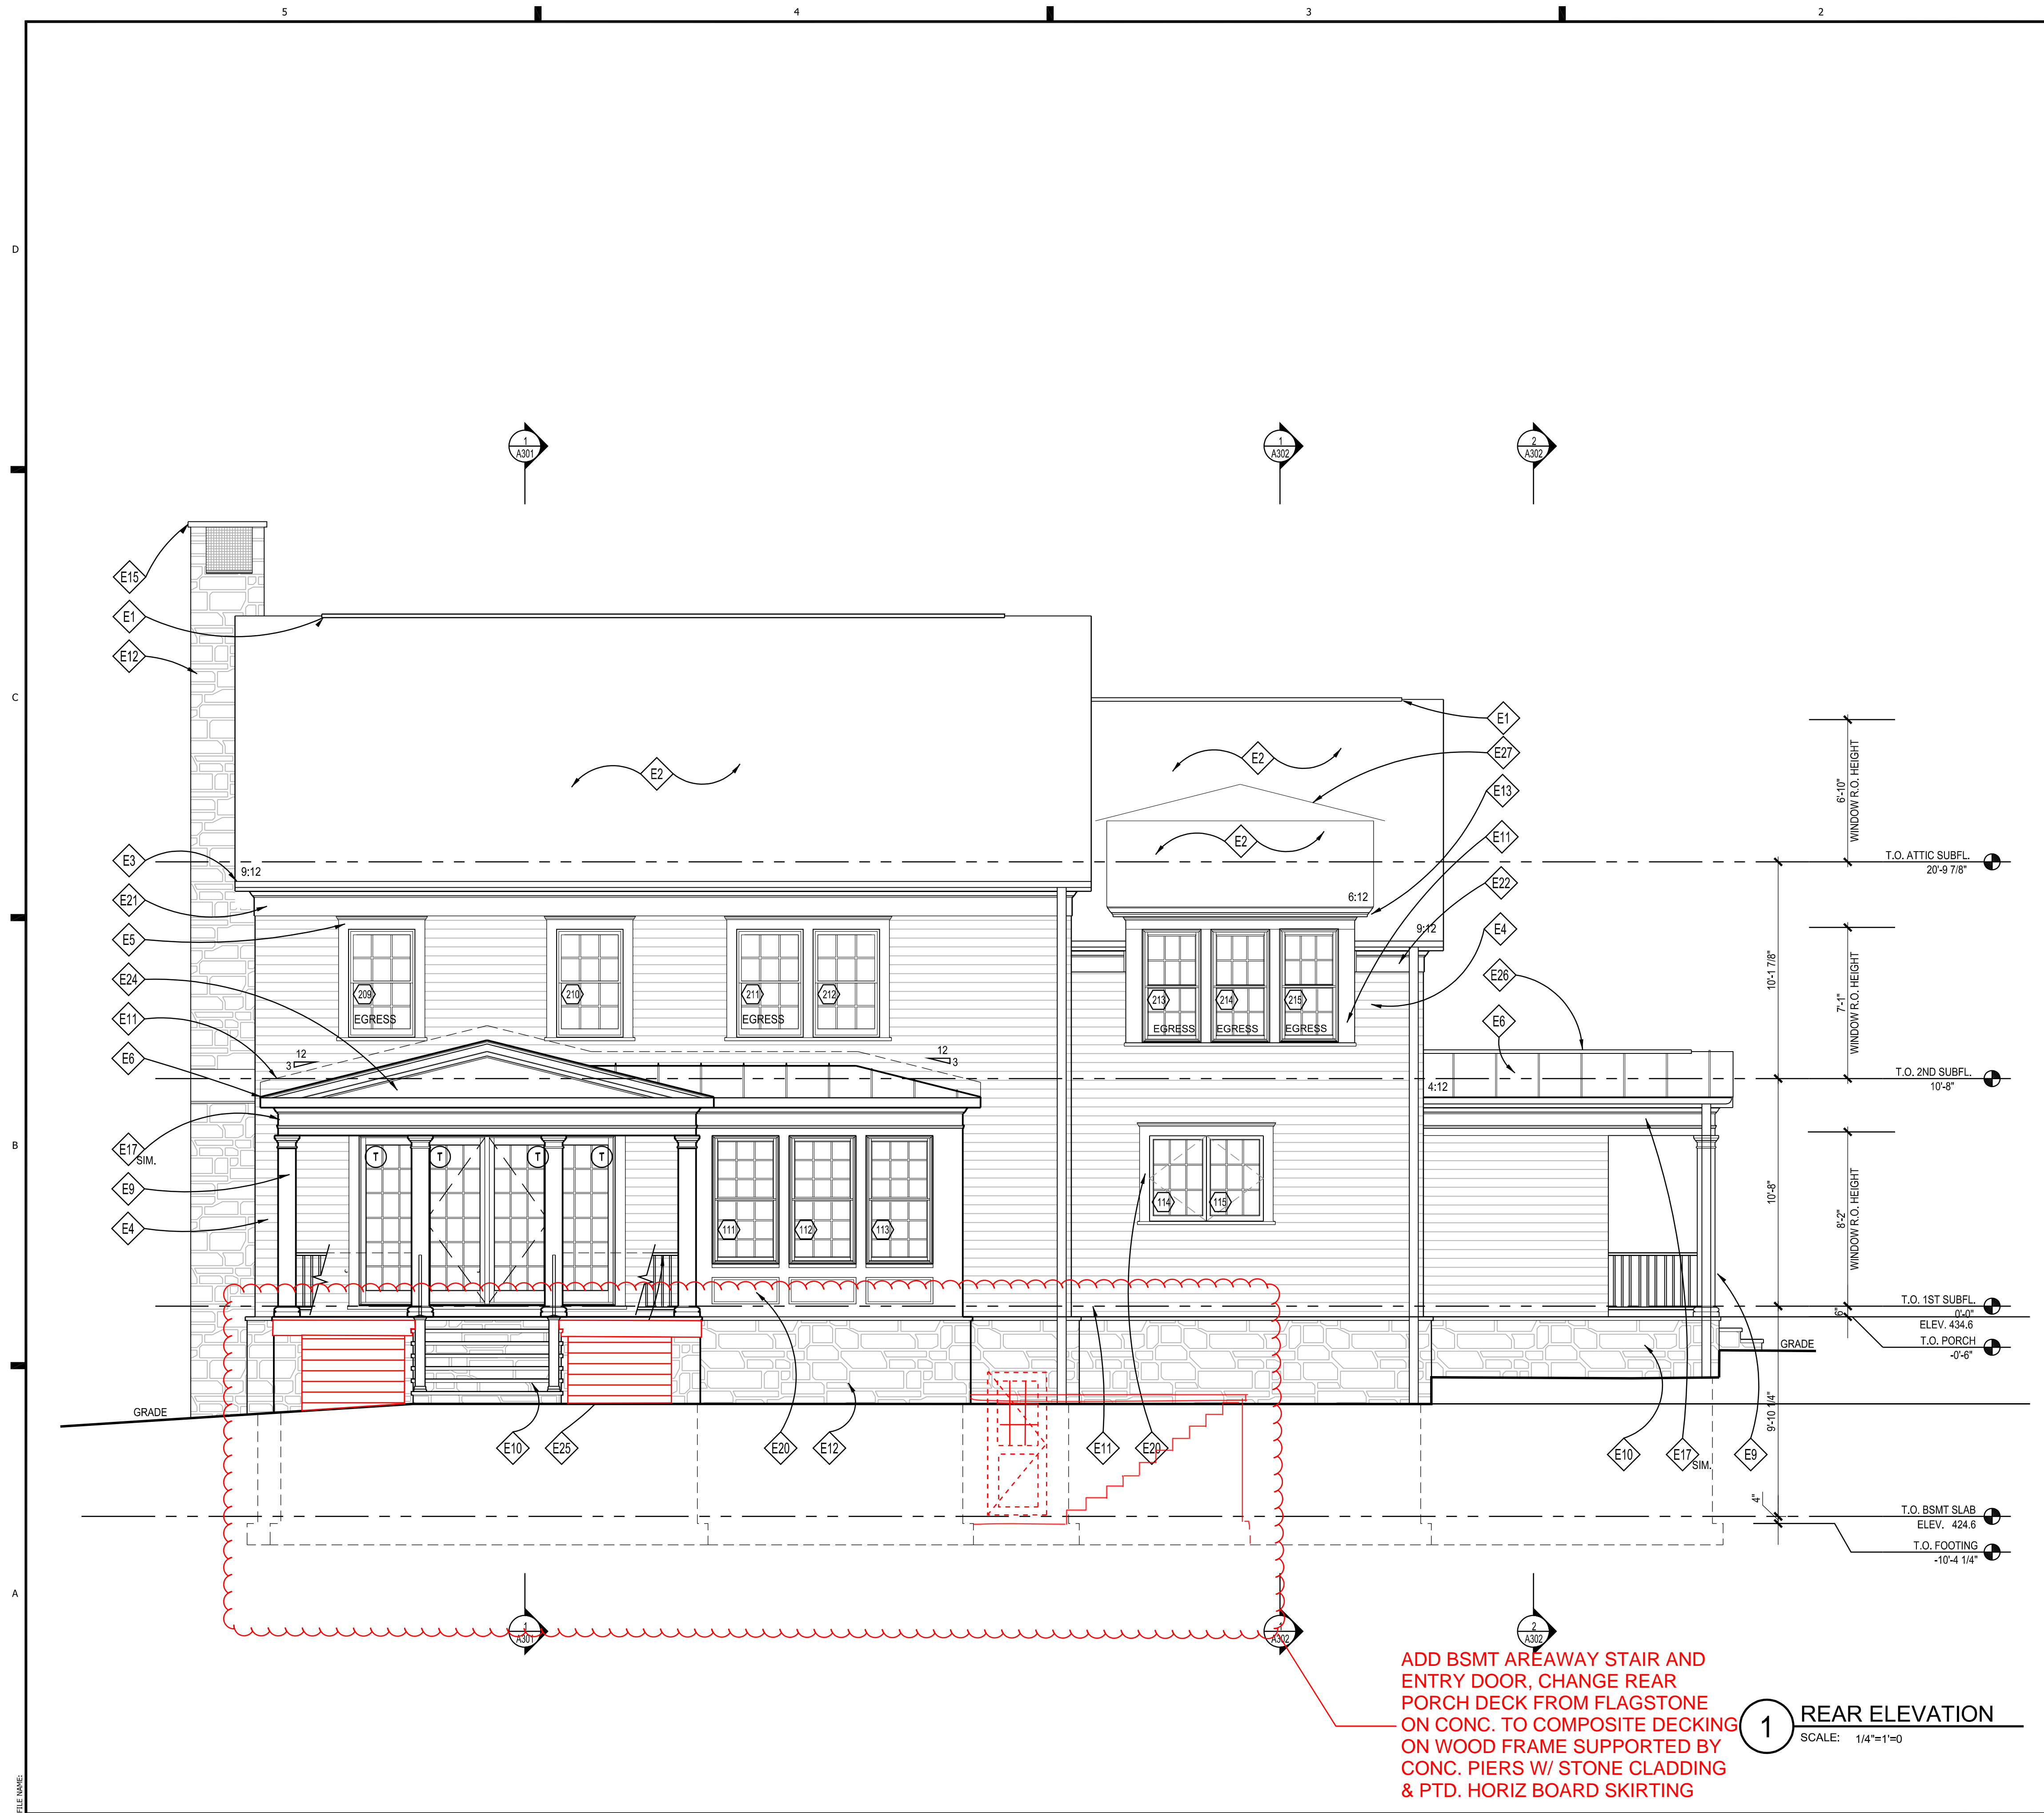 5
4
3
2
D
C
B
A
1
A301
1
A302
2
A302
E15
E1
E12
E2
E2
E2
E1
E27
E13
E11
E22
E4
E26
E6
E3
E21
E5
E24
E11
E6
E17
SIM.
E9
E4
9:12
6:12
9:12
4:12
12
3
12
3
209
EGRESS
210
211
EGRESS
212
213
EGRESS
214
EGRESS
215
EGRESS
T
T
T
T
111
112
113
114
115
6'-10"
WINDOW R.O. HEIGHT
T.O. ATTIC SUBFL.
20'-9 7/8"
10'-1 7/8"
7'-1"
WINDOW R.O. HEIGHT
T.O. 2ND SUBFL.
10'-8"
10'-8"
8'-2"
WINDOW R.O. HEIGHT
T.O. 1ST SUBFL.
0'-0"
ELEV. 434.6
6"
T.O. PORCH
-0'-6"
GRADE
GRADE
9'-10 1/4"
E10
E25
E20
E12
E11
E20
E10
E17
SIM.
E9
4"
T.O. BSMT SLAB
ELEV. 424.6
T.O. FOOTING
-10'-4 1/4"
1
A301
1
A302
2
A302
ADD BSMT AREAWAY STAIR AND
ENTRY DOOR, CHANGE REAR
PORCH DECK FROM FLAGSTONE
ON CONC. TO COMPOSITE DECKING
ON WOOD FRAME SUPPORTED BY
CONC. PIERS W/ STONE CLADDING
& PTD. HORIZ BOARD SKIRTING
1
REAR ELEVATION
SCALE: 1/4"=1'=0
FILE NAME: